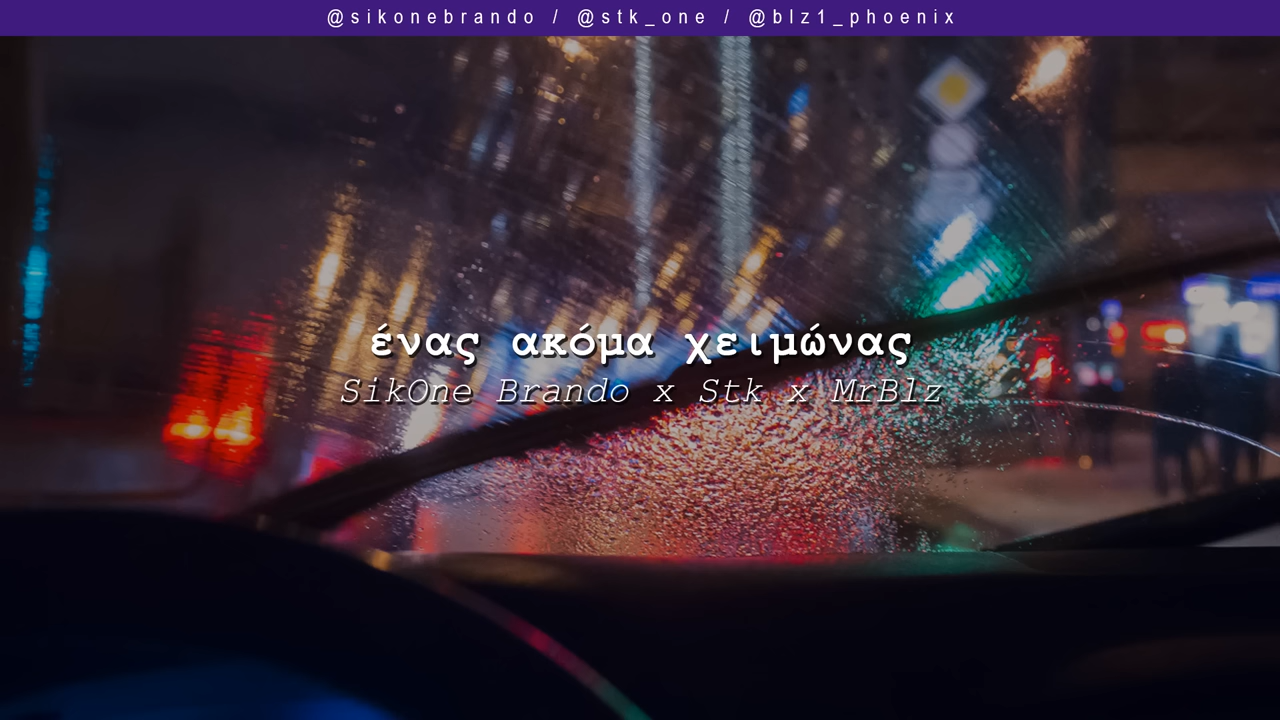 @sikonebrando / @stk_one / @blz1_phoenix
ένας ακόμα χειμώνας
SikOne Brando x Stk x MrBlz